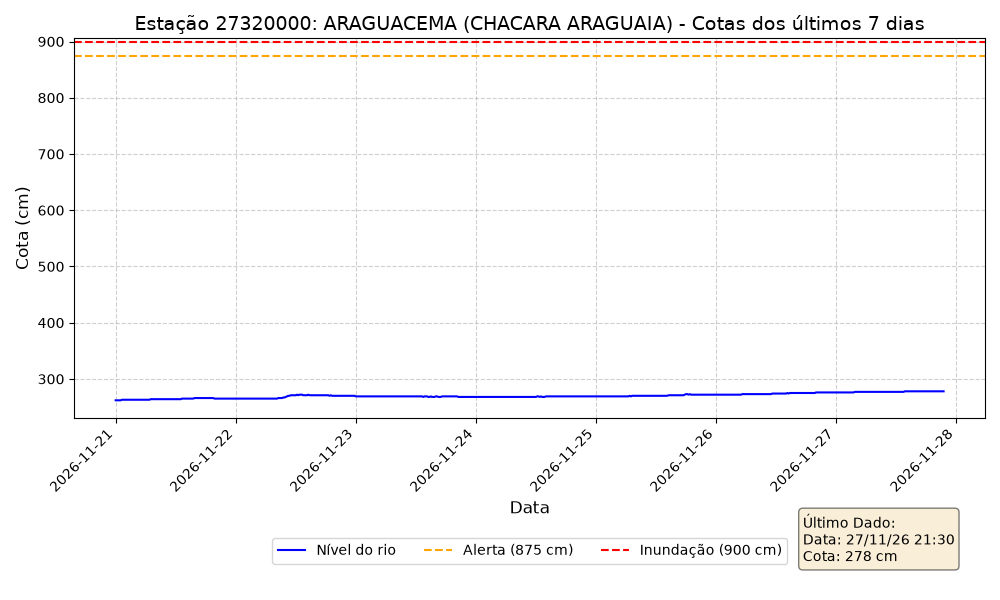 Estação 27320000: ARAGUACEMA (CHACARA ARAGUAIA) - Cotas dos últimos 7 dias
900
800
700
600
500
400
300
Cota (cm)
2026-11-21
2026-11-22
2026-11-23
2026-11-24
2026-11-25
2026-11-26
2026-11-27
2026-11-28
Data
Nível do rio
Alerta (875 cm)
Inundação (900 cm)
Último Dado:
Data: 27/11/26 21:30
Cota: 278 cm